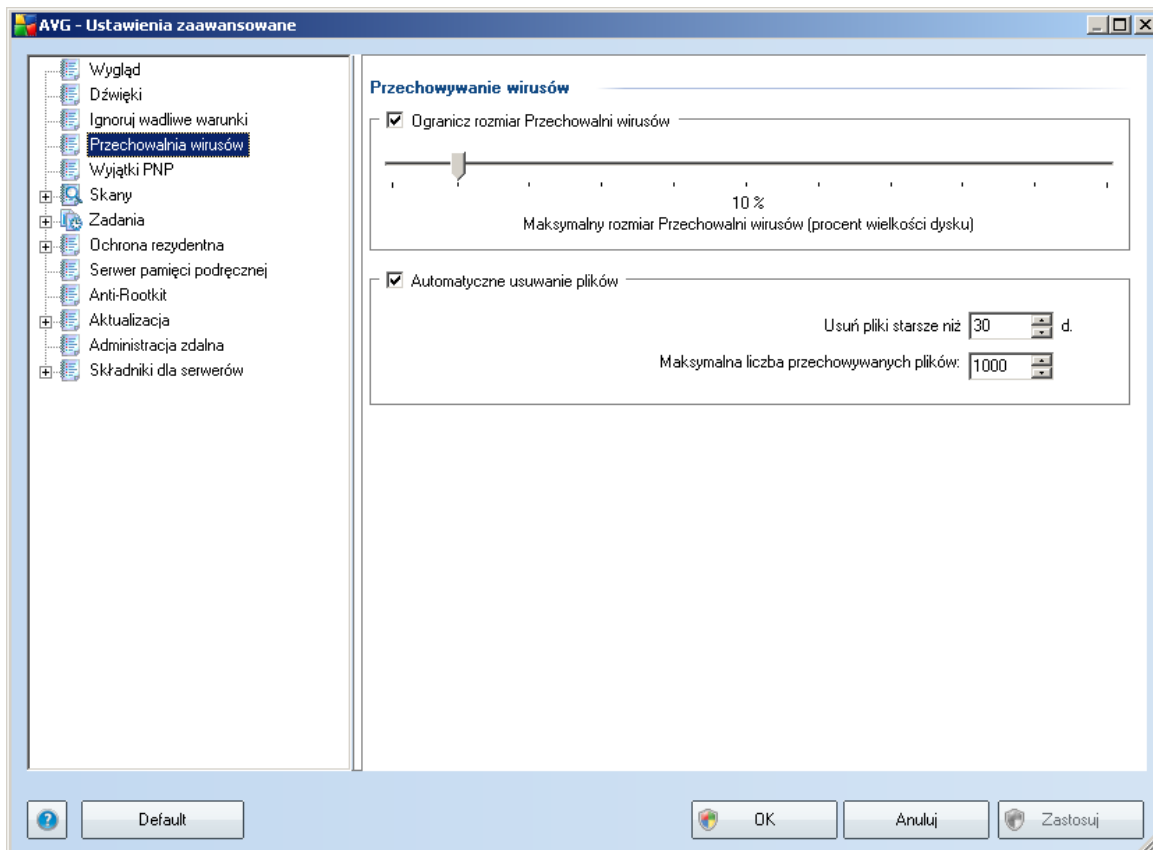 AVG - Ustawienia zaawansowane
Wygląd
Dźwięki
Ignoruj wadliwe warunki
Przechowalnia wirusów
Wyjątki PNP
Skany
Zadania
Ochrona rezydentna
Serwer pamięci podręcznej
Anti-Rootkit
Aktualizacja
Administracja zdalna
Składniki dla serwerów
Przechowywanie wirusów
Ogranicz rozmiar Przechowalni wirusów
10 %
Maksymalny rozmiar Przechowalni wirusów (procent wielkości dysku)
Automatyczne usuwanie plików
Usuń pliki starsze niż 30 d.
Maksymalna liczba przechowywanych plików: 1000
? Default OK Anuluj Zastosuj